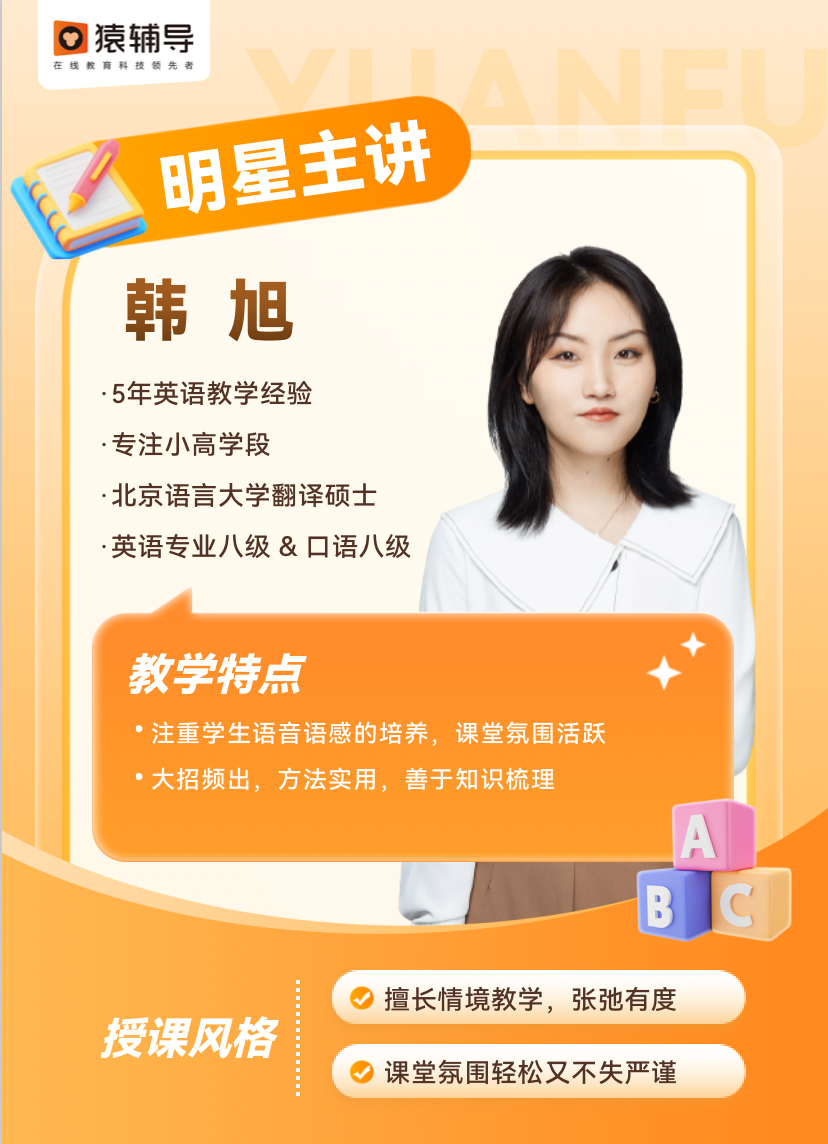 猿辅导
在线教育科技领先者
YUANFU
明星主讲
韩 旭
·5年英语教学经验
·专注小高学段
·北京语言大学翻译硕士
·英语专业八级 & 口语八级
教学特点
• 注重学生语音语感的培养，课堂氛围活跃
• 大招频出，方法实用，善于知识梳理
A
B C
授课风格
擅长情境教学，张弛有度
课堂氛围轻松又不失严谨